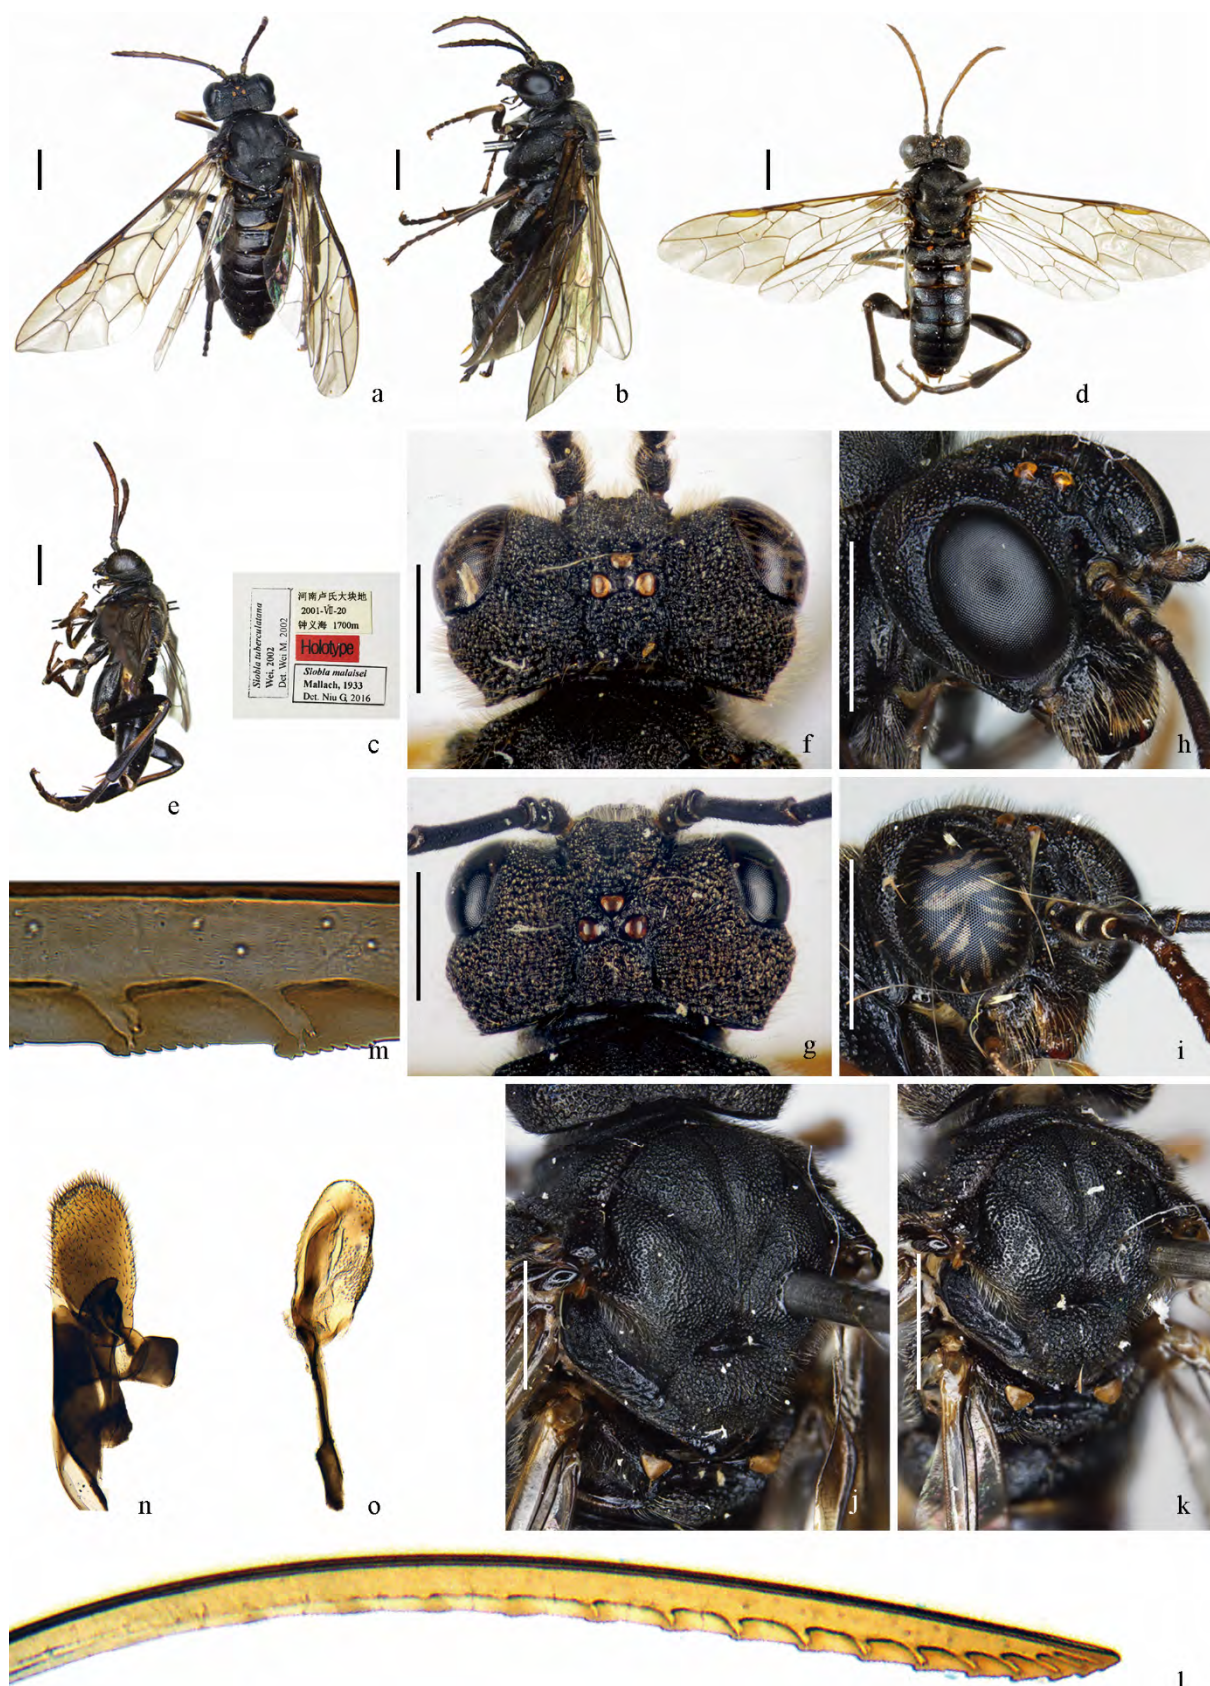 a
b
d
Siobla tuberculatana
Wei, 2002
Det. Wei M. 2002
河南卢氏大块地
2001-Ⅶ-20
钟义海 1700m
Holotype
Siobla malaisei
Mallach, 1933
Det. Niu G, 2016
c
e
f
h
g
i
m
n
o
j
k
l